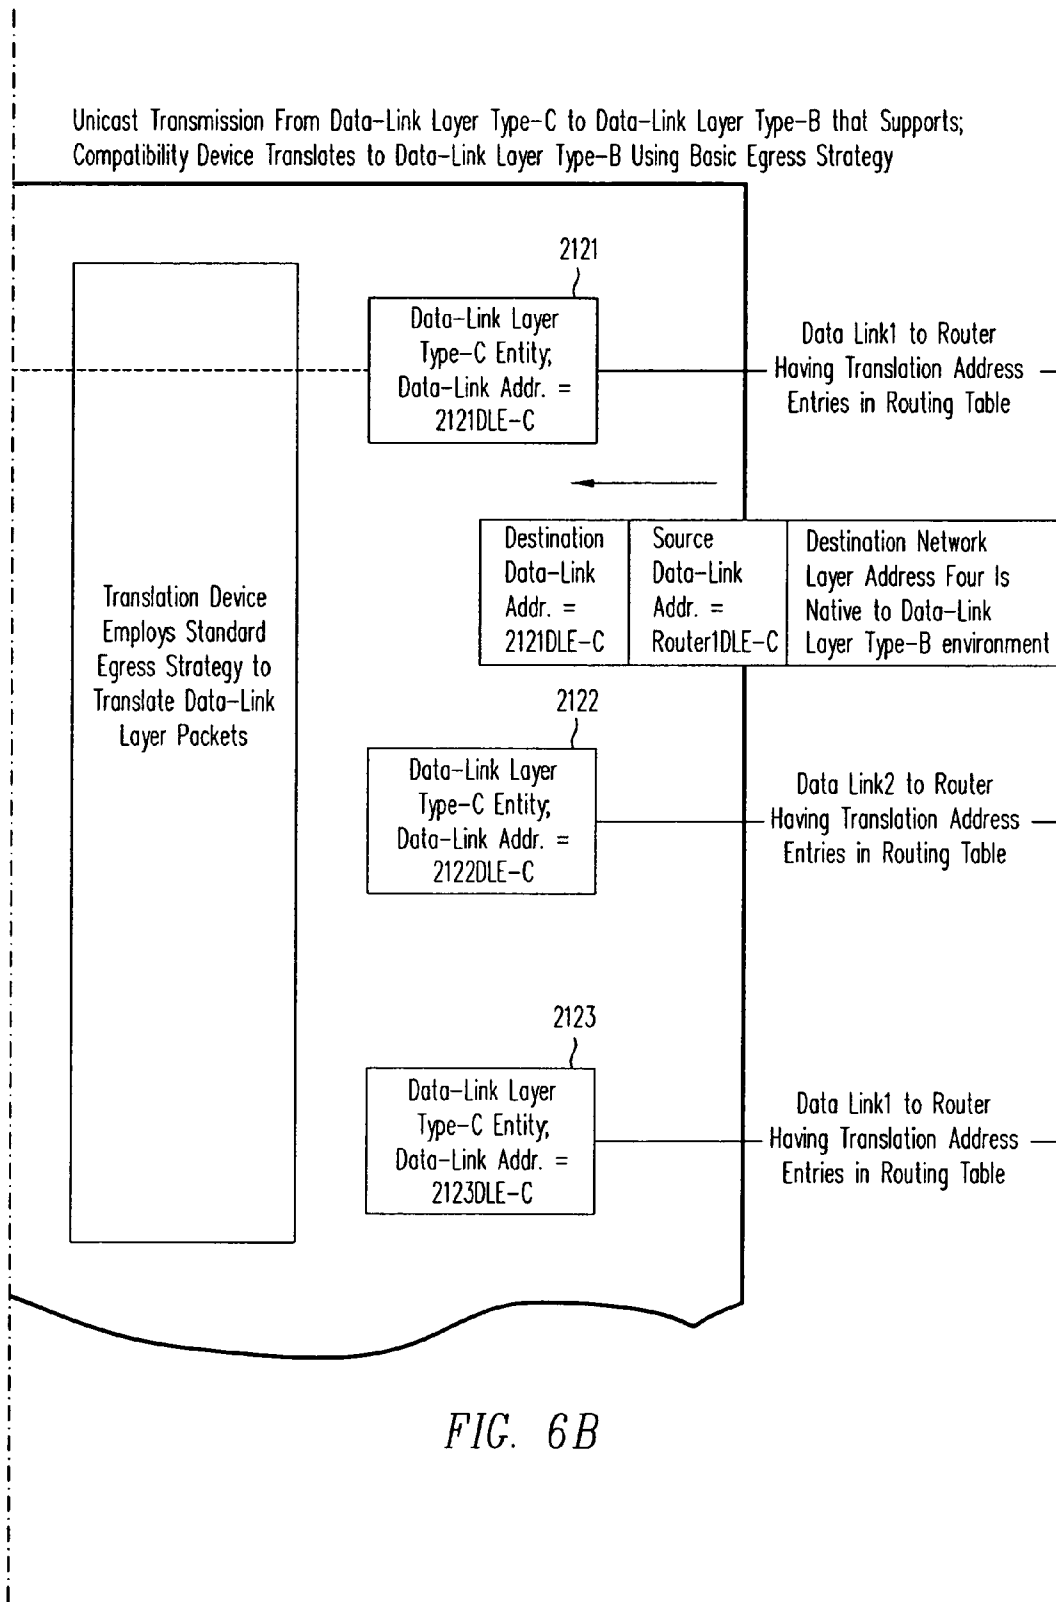 Unicast Transmission From Data-Link Layer Type-C to Data-Link Layer Type-B that Supports;
Compatibility Device Translates to Data-Link Layer Type-B Using Basic Egress Strategy
2121
Data-Link Layer
Type-C Entity;
Data-Link Addr. =
2121DLE-C
Data Link1 to Router
Having Translation Address
Entries in Routing Table
Destination
Data-Link
Addr. =
2121DLE-C
Source
Data-Link
Addr. =
Router1DLE-C
Destination Network
Layer Address Four Is
Native to Data-Link
Layer Type-B environment
Translation Device
Employs Standard
Egress Strategy to
Translate Data-Link
Layer Packets
2122
Data-Link Layer
Type-C Entity;
Data-Link Addr. =
2122DLE-C
Data Link2 to Router
Having Translation Address
Entries in Routing Table
2123
Data-Link Layer
Type-C Entity;
Data-Link Addr. =
2123DLE-C
Data Link1 to Router
Having Translation Address
Entries in Routing Table
FIG. 6B